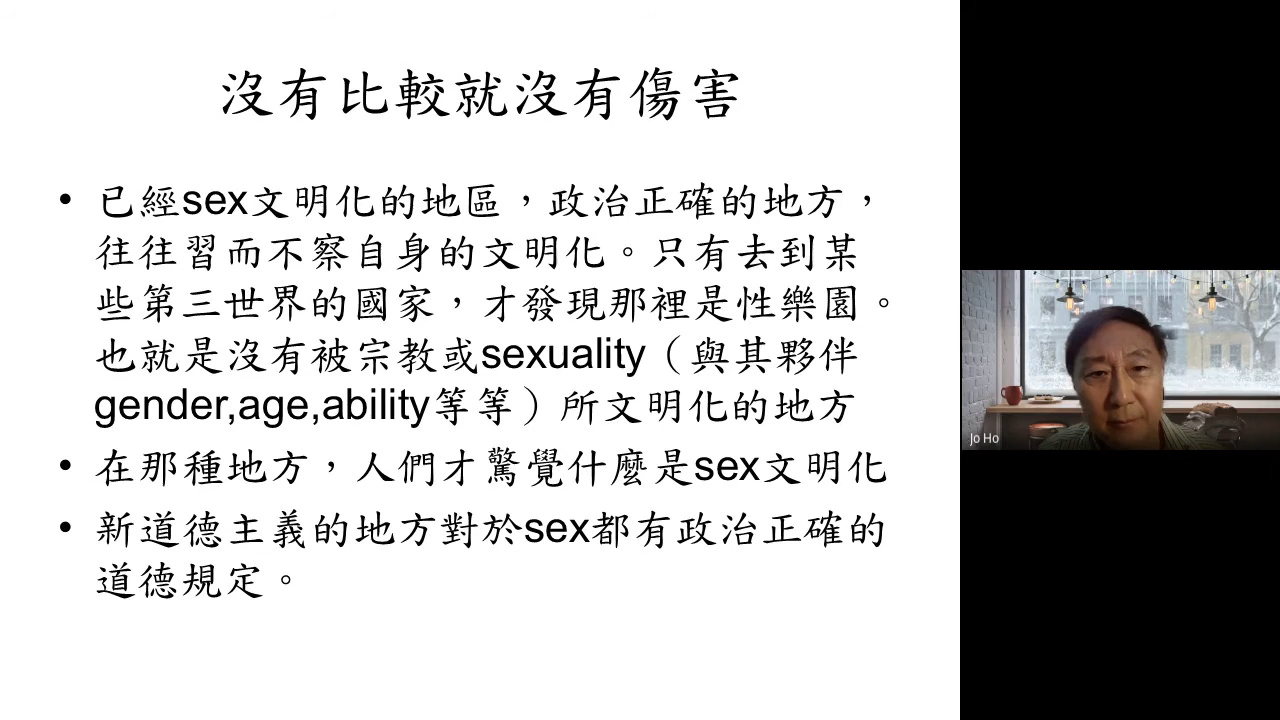 沒有比較就沒有傷害
• 已經sex文明化的地區，政治正確的地方，
往往習而不察自身的文明化。只有去到某
些第三世界的國家，才發現那裡是性樂園。
也就是沒有被宗教或sexuality（與其夥伴
gender,age,ability等等）所文明化的地方
• 在那種地方，人們才驚覺什麼是sex文明化
• 新道德主義的地方對於sex都有政治正確的
道德規定。
Jo Ho